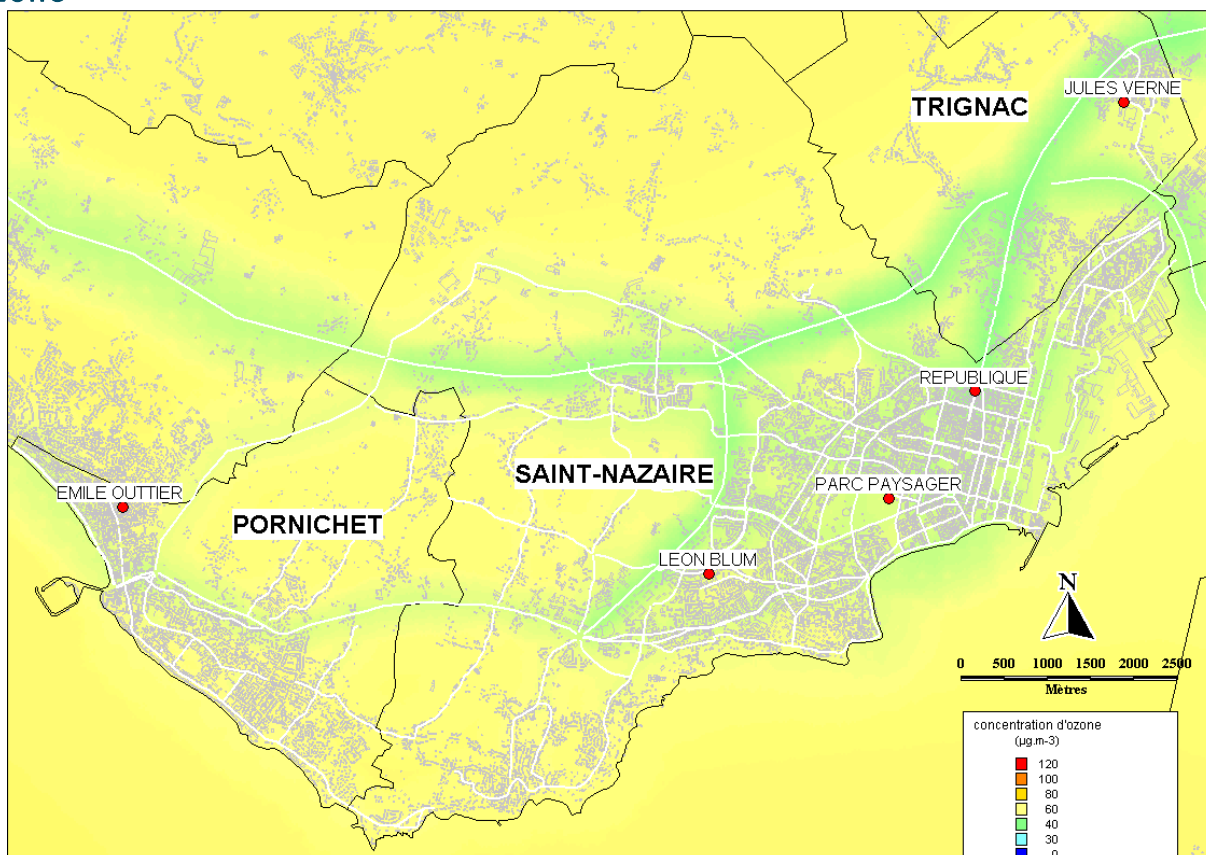 TRIGNAC
JULES VERNE
REPUBLIQUE
SAINT-NAZAIRE
PARC PAYSAGER
EMILE OUTTIER
PORNICHET
LEON BLUM
N
0 500 1000 1500 2000 2500
Mètres
concentration d'ozone
(µg.m-3)
120
100
80
60
40
30
0